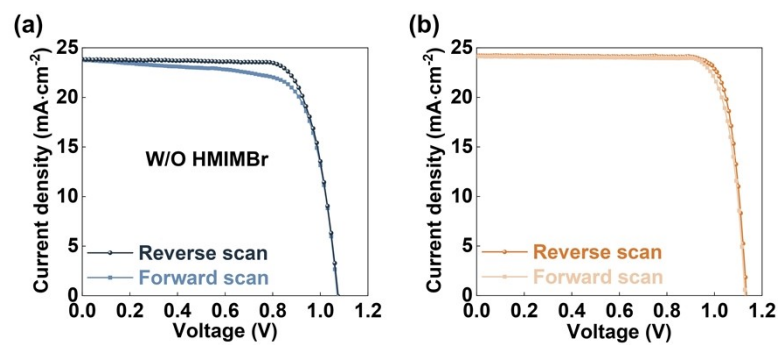 (a)
25
20
15
10
5
0
Current density (mA·cm⁻²)
W/O HMIMBr
Reverse scan
Forward scan
0.0 0.2 0.4 0.6 0.8 1.0 1.2
Voltage (V)
(b)
25
20
15
10
5
0
Current density (mA·cm⁻²)
Reverse scan
Forward scan
0.0 0.2 0.4 0.6 0.8 1.0 1.2
Voltage (V)